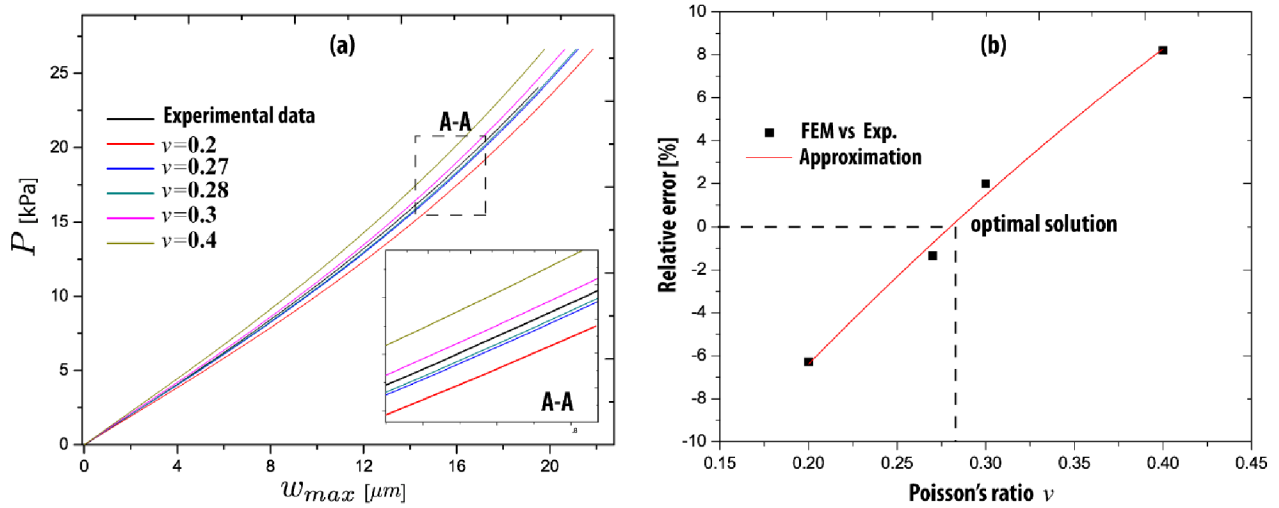 (a)
P [kPa]
25
20
15
10
5
0
Experimental data
ν=0.2
ν=0.27
ν=0.28
ν=0.3
ν=0.4
A-A
A-A
.8
0 4 8 12 16 20
w_max [μm]
(b)
Relative error [%]
10
8
6
4
2
0
-2
-4
-6
-8
-10
FEM vs Exp.
Approximation
optimal solution
0.15 0.20 0.25 0.30 0.35 0.40 0.45
Poisson's ratio ν